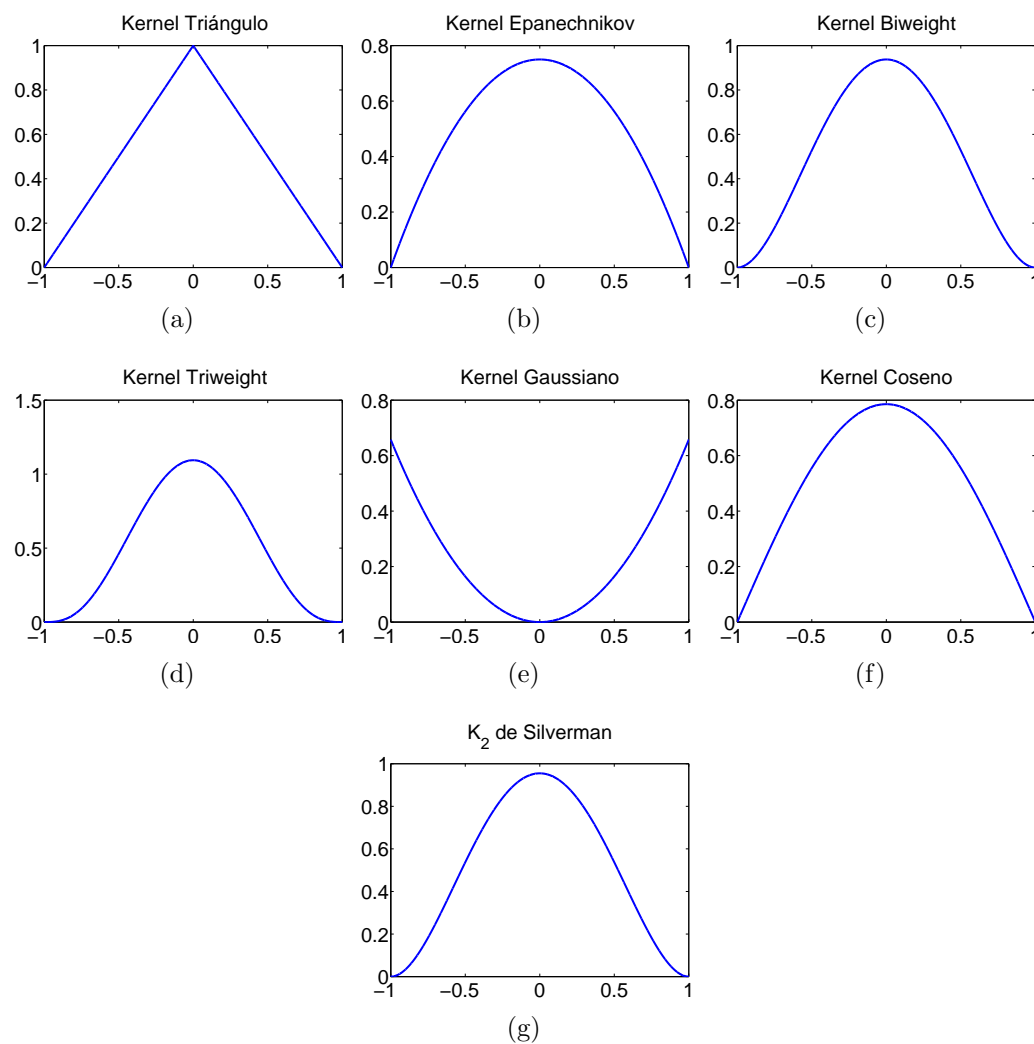 Kernel Triángulo
Kernel Epanechnikov
Kernel Biweight
1
0.8
0.6
0.4
0.2
0
−1 −0.5 0 0.5 1
(a)
0.8
0.6
0.4
0.2
0
−1 −0.5 0 0.5 1
(b)
1
0.8
0.6
0.4
0.2
0
−1 −0.5 0 0.5 1
(c)
Kernel Triweight
Kernel Gaussiano
Kernel Coseno
1.5
1
0.5
0
−1 −0.5 0 0.5 1
(d)
0.8
0.6
0.4
0.2
0
−1 −0.5 0 0.5 1
(e)
0.8
0.6
0.4
0.2
0
−1 −0.5 0 0.5 1
(f)
K2 de Silverman
1
0.8
0.6
0.4
0.2
0
−1 −0.5 0 0.5 1
(g)